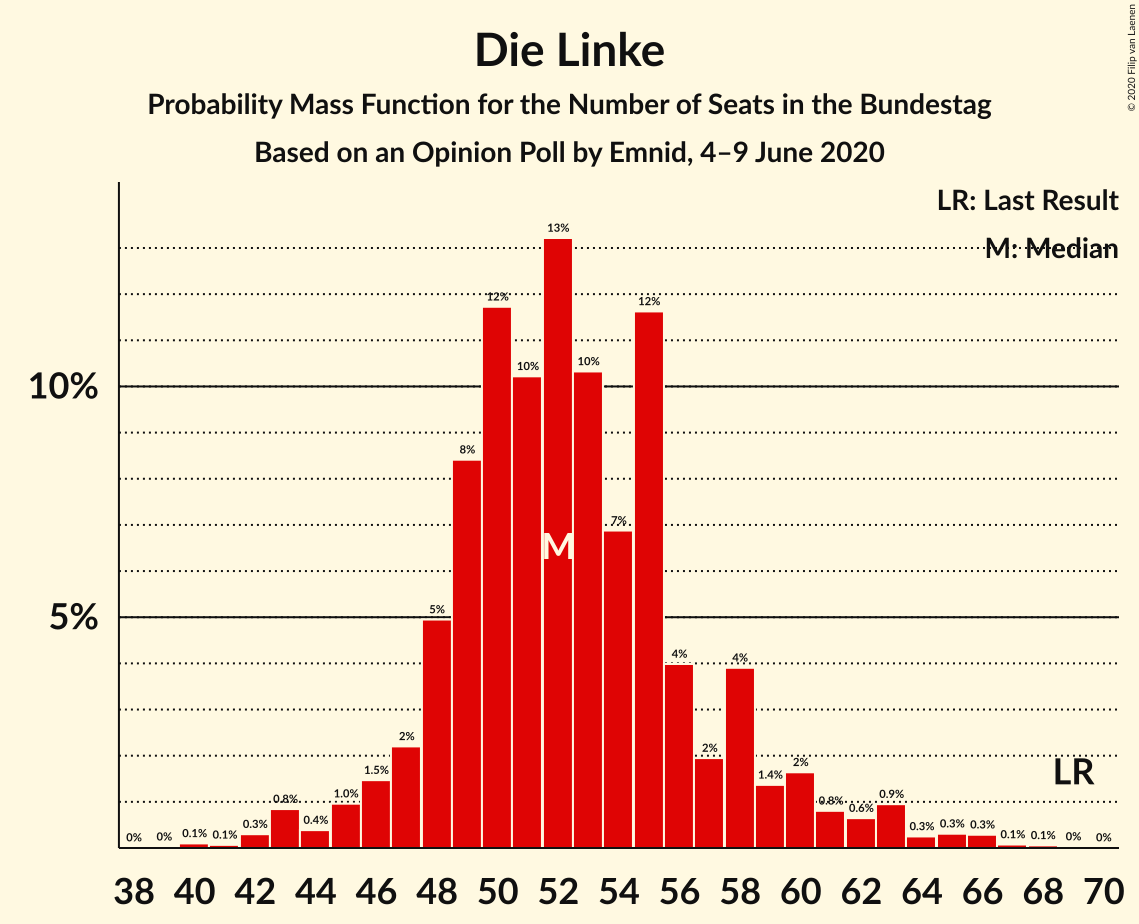 Die Linke
Probability Mass Function for the Number of Seats in the Bundestag
Based on an Opinion Poll by Emnid, 4–9 June 2020
© 2020 Filip van Laenen
LR: Last Result
M: Median
10%
5%
0% 0% 0.1% 0.1% 0.3% 0.8% 0.4% 1.0% 1.5% 2% 5% 8% 12% 10% 13% 10% 7% 12% 4% 2% 4% 1.4% 2% 0.8% 0.6% 0.9% 0.3% 0.3% 0.3% 0.1% 0.1% 0% 0%
M
LR
38 40 42 44 46 48 50 52 54 56 58 60 62 64 66 68 70